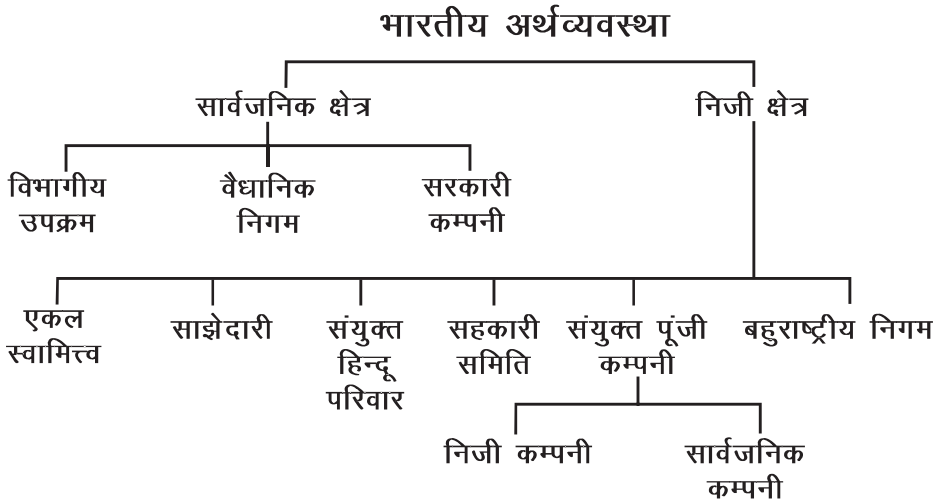 भारतीय अर्थव्यवस्था
सार्वजनिक क्षेत्र
निजी क्षेत्र
विभागीय
उपक्रम
वैधानिक
निगम
सरकारी
कम्पनी
एकल
स्वामित्त्व
साझेदारी
संयुक्त
हिन्दू
परिवार
सहकारी
समिति
संयुक्त पूंजी
कम्पनी
बहुराष्ट्रीय निगम
निजी कम्पनी
सार्वजनिक
कम्पनी